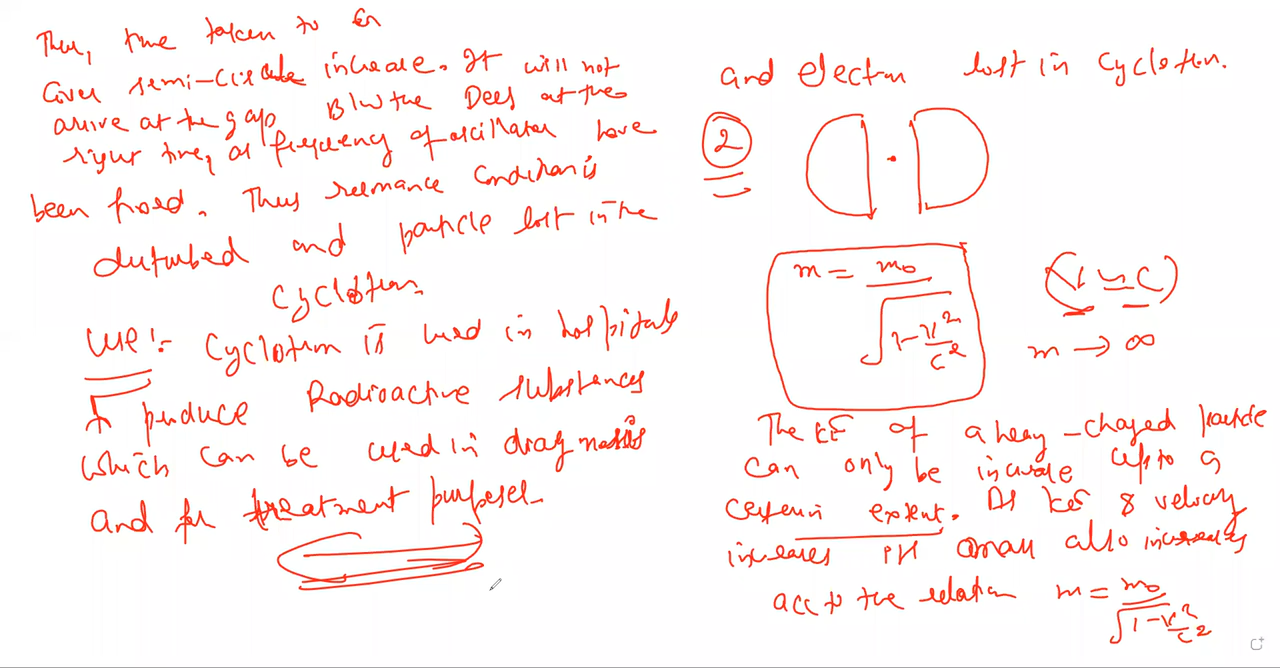 Thus, time taken to
cover semi-circle increase. It will not
arrive at the gap B/w the Dees at the
right time, as frequency of oscillator have
been fixed. Thus resonance condition is
disturbed and particle lost in the
cyclotron.
use:- Cyclotron is used in hospitals
to produce Radioactive substances
which can be used in diagnosis
and for treatment purposes.
and electron lost in cyclotron.
2
m = m₀ / √(1 - v²/c²)
(v ≃ c)
m → ∞
The KE of a heavy-charged particle
can only be increase upto a
certain extent. As KE & velocity
increases its mass also increases
acc to the relation m = m₀ / √(1 - v²/c²)